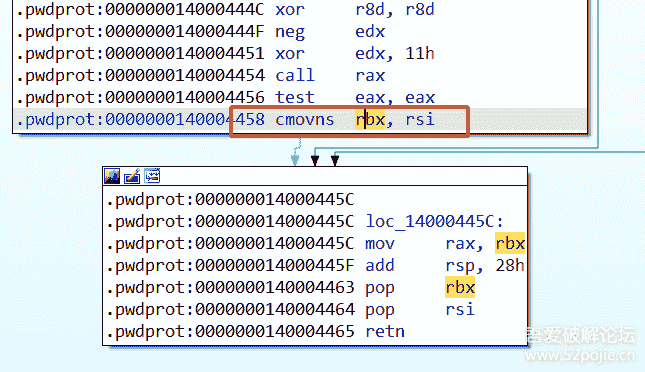 .pwdprot:000000014000444C xor r8d, r8d
.pwdprot:000000014000444F neg edx
.pwdprot:0000000140004451 xor edx, 11h
.pwdprot:0000000140004454 call rax
.pwdprot:0000000140004456 test eax, eax
.pwdprot:0000000140004458 cmovns rbx, rsi
.pwdprot:000000014000445C
.pwdprot:000000014000445C loc_14000445C:
.pwdprot:000000014000445C mov rax, rbx
.pwdprot:000000014000445F add rsp, 28h
.pwdprot:0000000140004463 pop rbx
.pwdprot:0000000140004464 pop rsi
.pwdprot:0000000140004465 retn
吾爱破解论坛
www.52pojie.cn